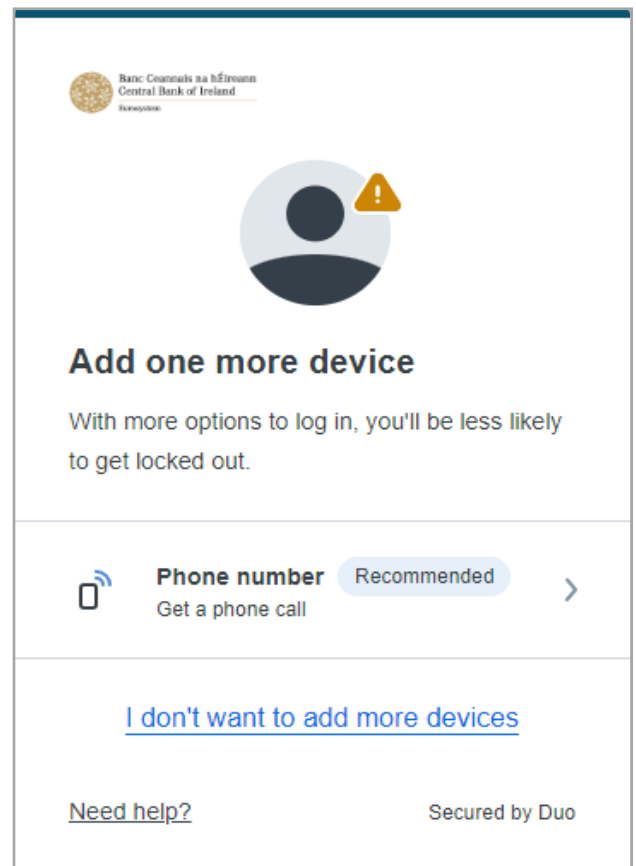 Banc Ceannais na hÉireann
Central Bank of Ireland
Eurosystem
Add one more device
With more options to log in, you'll be less likely
to get locked out.
Phone number Recommended
Get a phone call
I don't want to add more devices
Need help? Secured by Duo